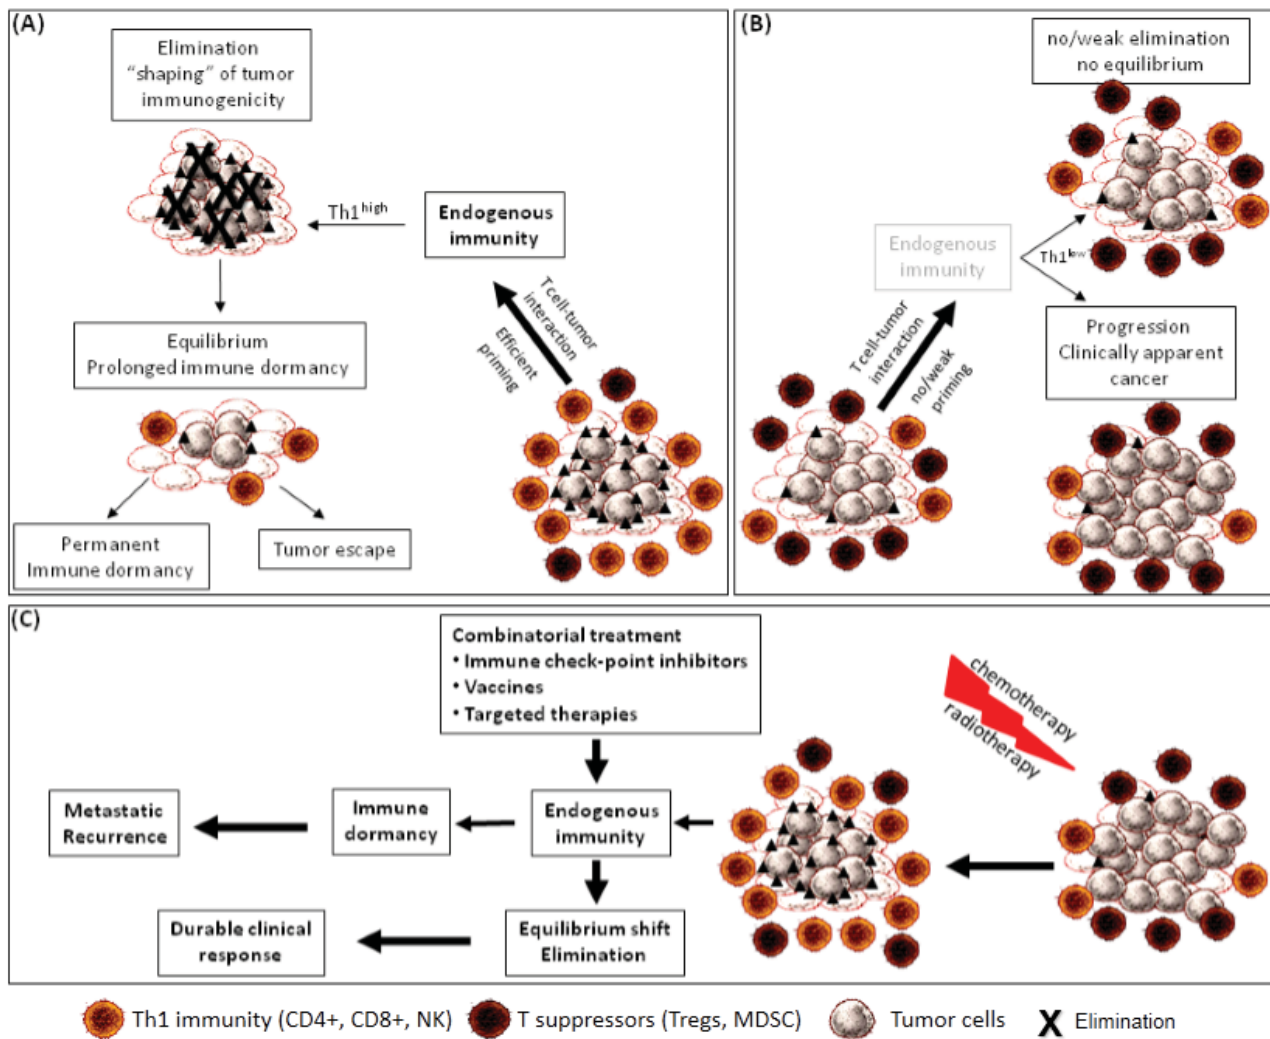 (A)
Elimination
“shaping” of tumor
immunogenicity
Th1high
Endogenous
immunity
T cell-tumor
interaction
Efficient
priming
Equilibrium
Prolonged immune dormancy
Permanent
Immune dormancy
Tumor escape
(B)
no/weak elimination
no equilibrium
Endogenous
immunity
Th1low
T cell-tumor
interaction
no/weak
priming
Progression
Clinically apparent
cancer
(C)
Combinatorial treatment
• Immune check-point inhibitors
• Vaccines
• Targeted therapies
chemotherapy
radiotherapy
Metastatic
Recurrence
Immune
dormancy
Endogenous
immunity
Durable clinical
response
Equilibrium shift
Elimination
Th1 immunity (CD4+, CD8+, NK)
T suppressors (Tregs, MDSC)
Tumor cells
X Elimination